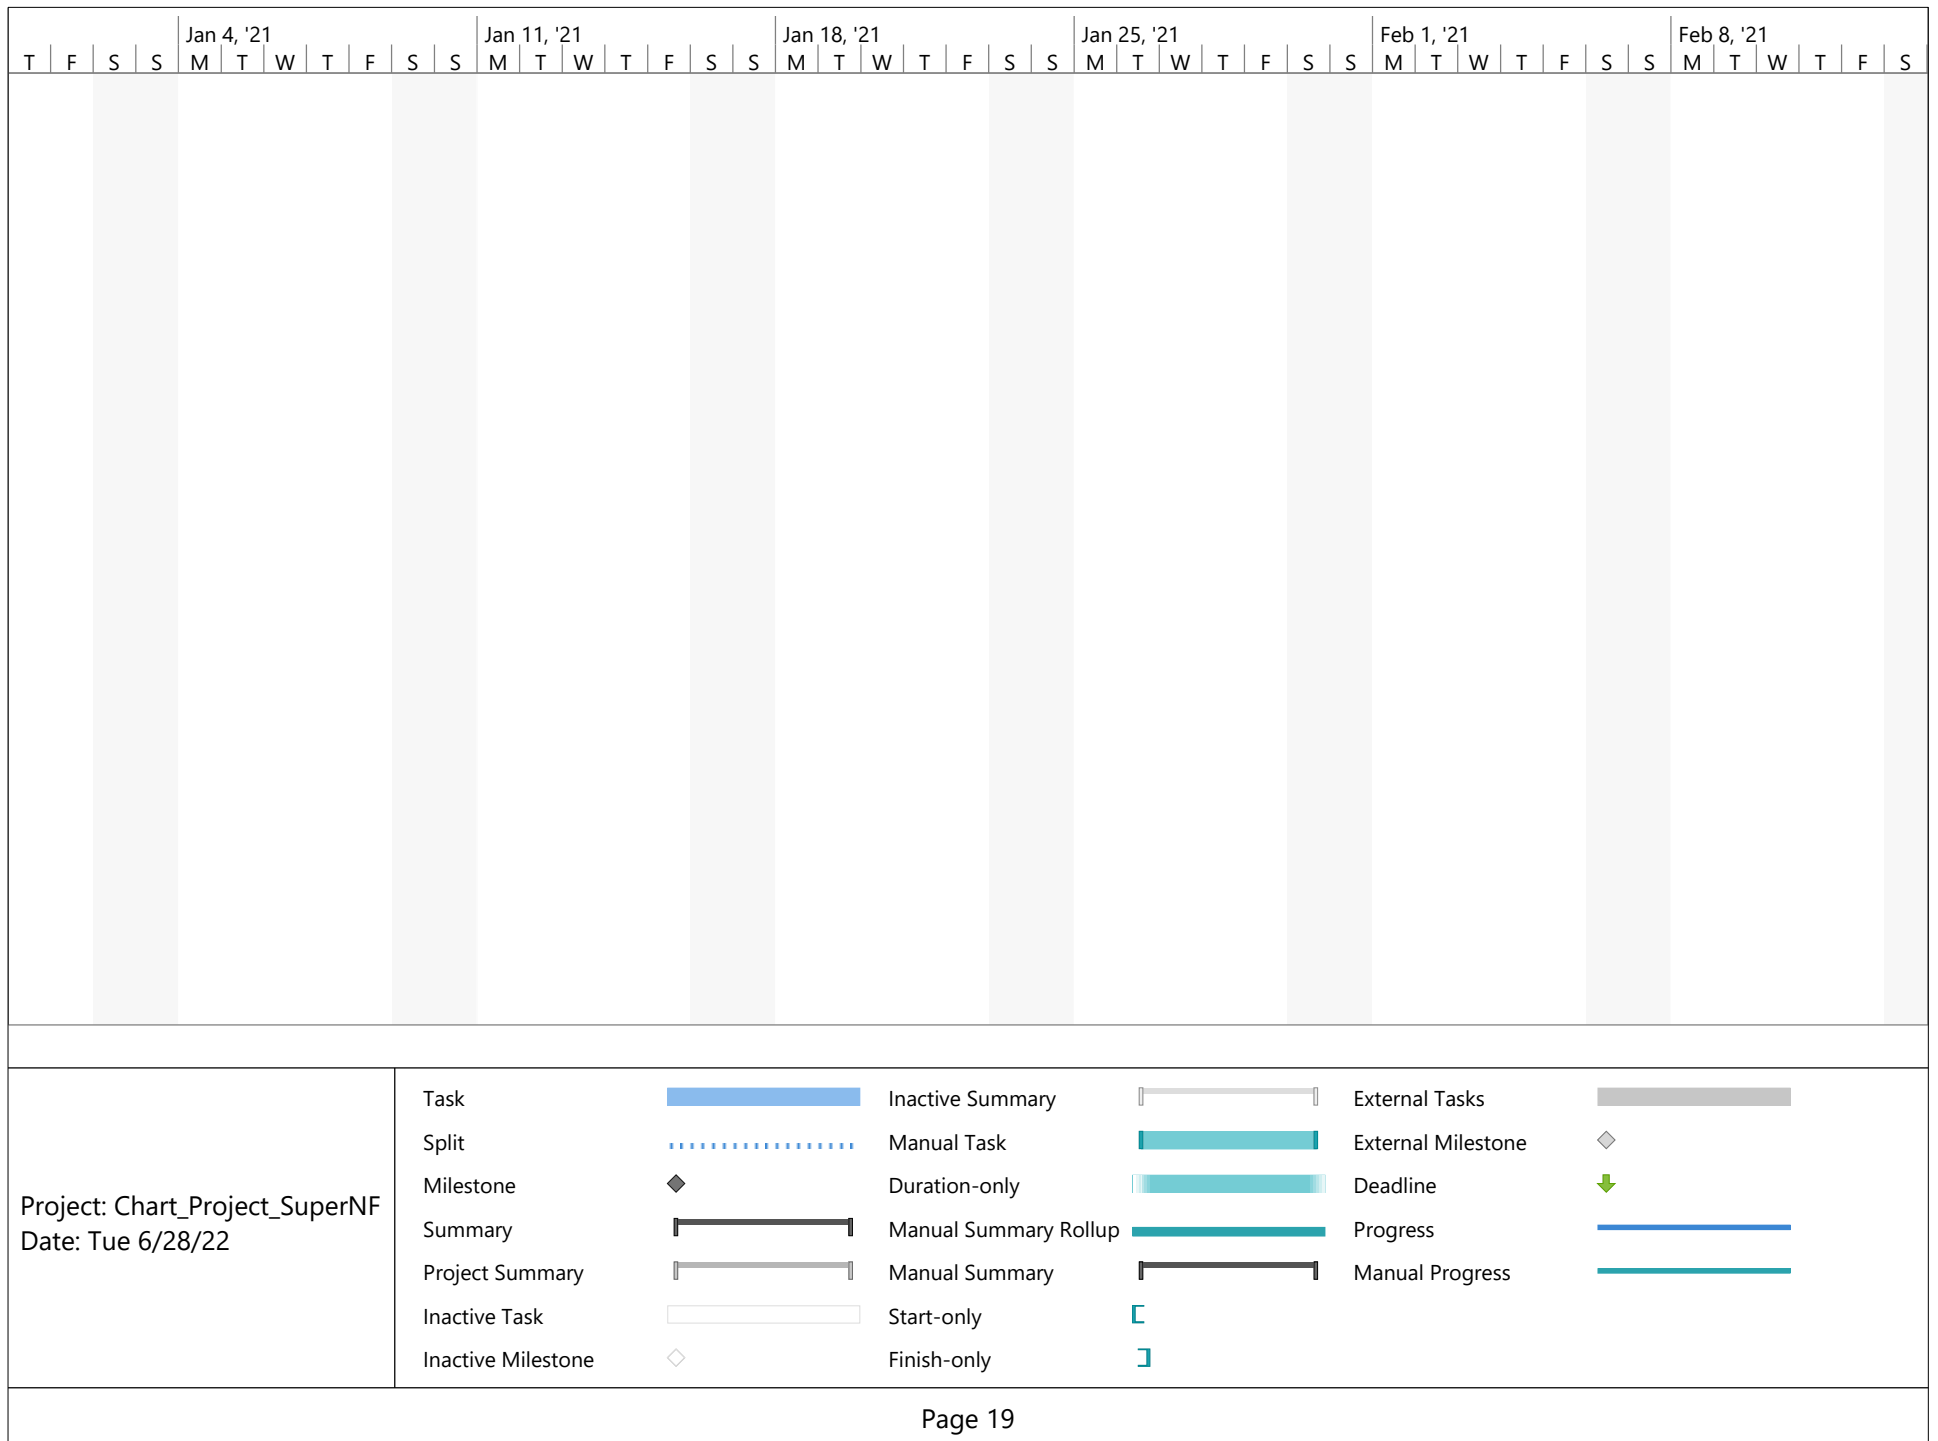 Jan 4, '21 Jan 11, '21 Jan 18, '21 Jan 25, '21 Feb 1, '21 Feb 8, '21
T F S S M T W T F S S M T W T F S S M T W T F S S M T W T F S S M T W T F S S M T W T F S
Task Inactive Summary External Tasks
Split Manual Task External Milestone
Milestone Duration-only Deadline
Summary Manual Summary Rollup Progress
Project Summary Manual Summary Manual Progress
Inactive Task Start-only
Inactive Milestone Finish-only
Project: Chart_Project_SuperNF
Date: Tue 6/28/22
Page 19